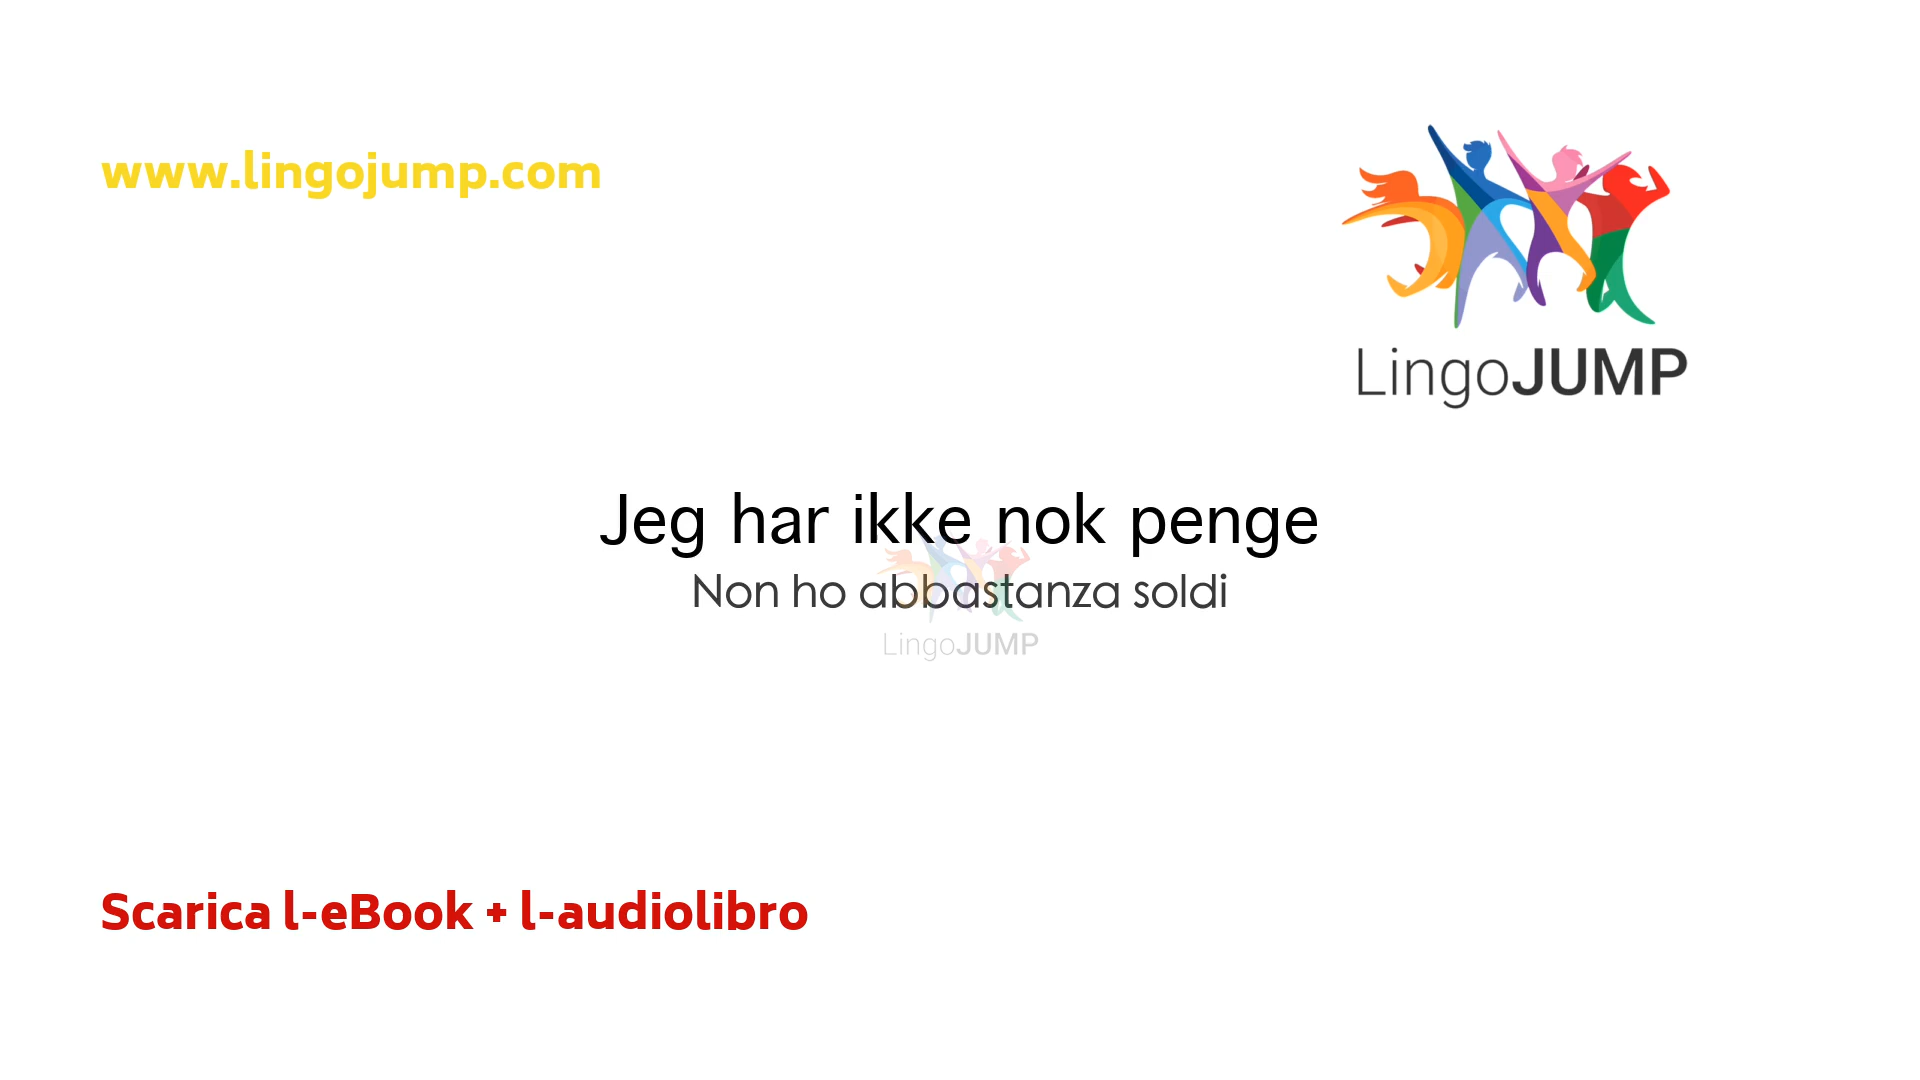 www.lingojump.com
LingoJUMP
Jeg har ikke nok penge
Non ho abbastanza soldi
LingoJUMP
Scarica l-eBook + l-audiolibro